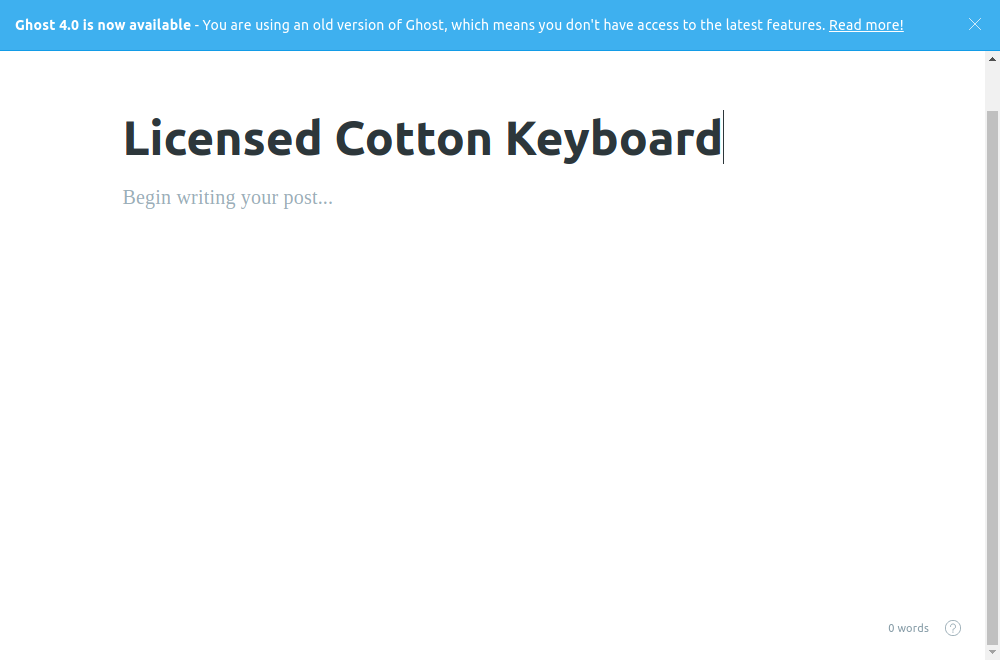 Ghost 4.0 is now available - You are using an old version of Ghost, which means you don't have access to the latest features. Read more!
Licensed Cotton Keyboard
Begin writing your post...
0 words
?